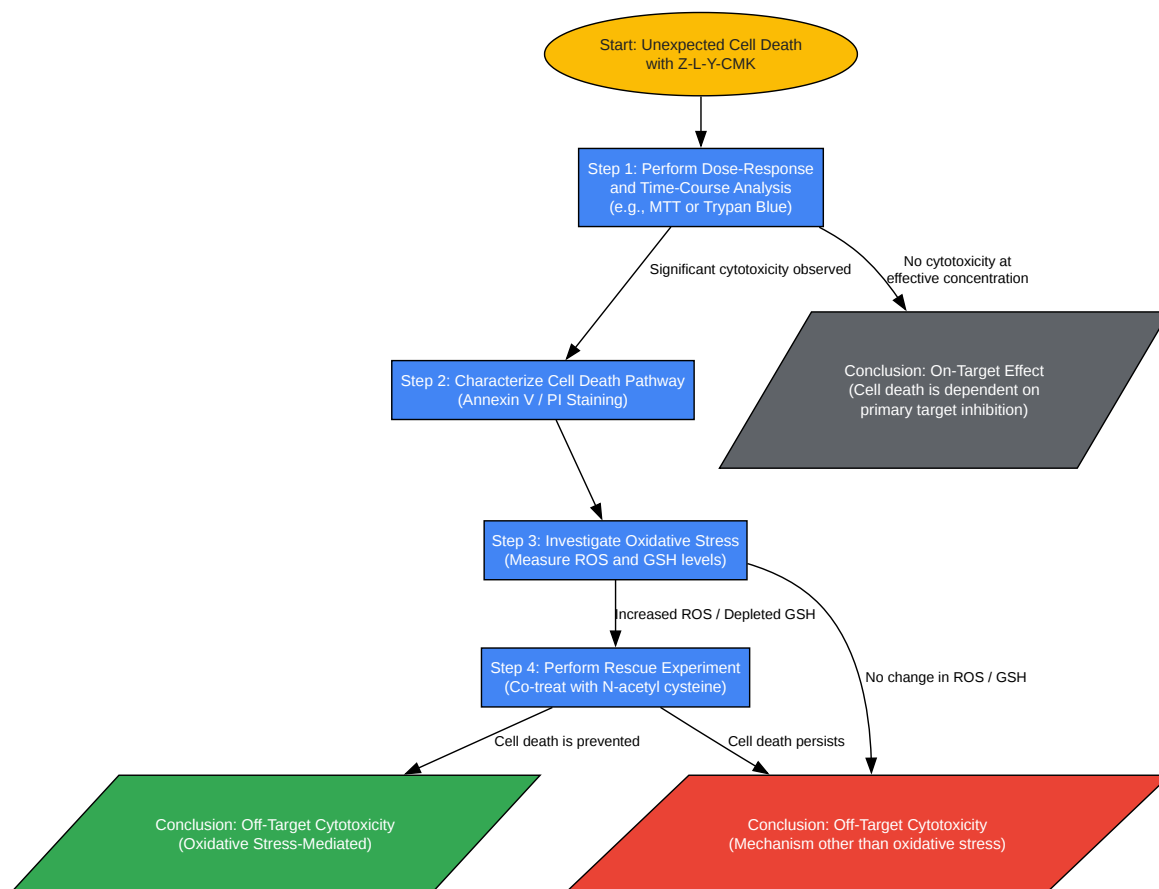 Start: Unexpected Cell Death
with Z-L-Y-CMK
Step 1: Perform Dose-Response
and Time-Course Analysis
(e.g., MTT or Trypan Blue)
Significant cytotoxicity observed
No cytotoxicity at
effective concentration
Conclusion: On-Target Effect
(Cell death is dependent on
primary target inhibition)
Step 2: Characterize Cell Death Pathway
(Annexin V / PI Staining)
Step 3: Investigate Oxidative Stress
(Measure ROS and GSH levels)
Increased ROS / Depleted GSH
No change in ROS / GSH
Step 4: Perform Rescue Experiment
(Co-treat with N-acetyl cysteine)
Cell death is prevented
Cell death persists
Conclusion: Off-Target Cytotoxicity
(Oxidative Stress-Mediated)
Conclusion: Off-Target Cytotoxicity
(Mechanism other than oxidative stress)